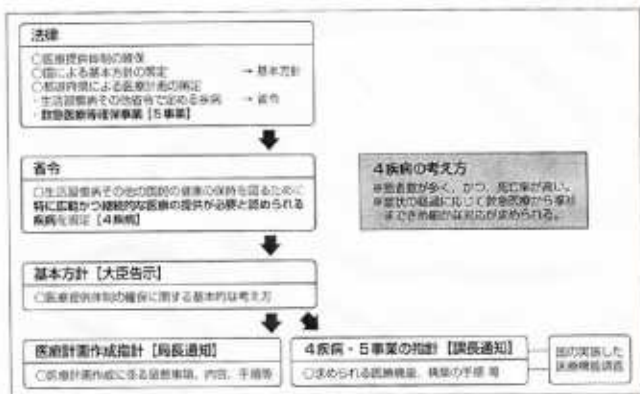 法律
○医療提供体制の確保
○国による基本方針の策定 → 基本方針
○都道府県による医療計画の策定
・生活習慣病その他省令で定める疾病 → 省令
・救急医療等確保事業【5事業】
省令
○生活習慣病その他の国民の健康の保持を図るために
特に広範かつ継続的な医療の提供が必要と認められる
疾病を規定【4疾病】
4疾病の考え方
※患者数が多く、かつ、死亡率が高い。
※症状の経過に応じて救急医療から
まできめ細かな対応が求められる。
基本方針【大臣告示】
○医療提供体制の確保に関する基本的な考え方
医療計画作成指針【局長通知】
○医療計画作成に係る留意事項、内容、手順等
4疾病・5事業の指針【課長通知】
○求められる医療機能、構築の手順 等
国の実施した
医療機能調査